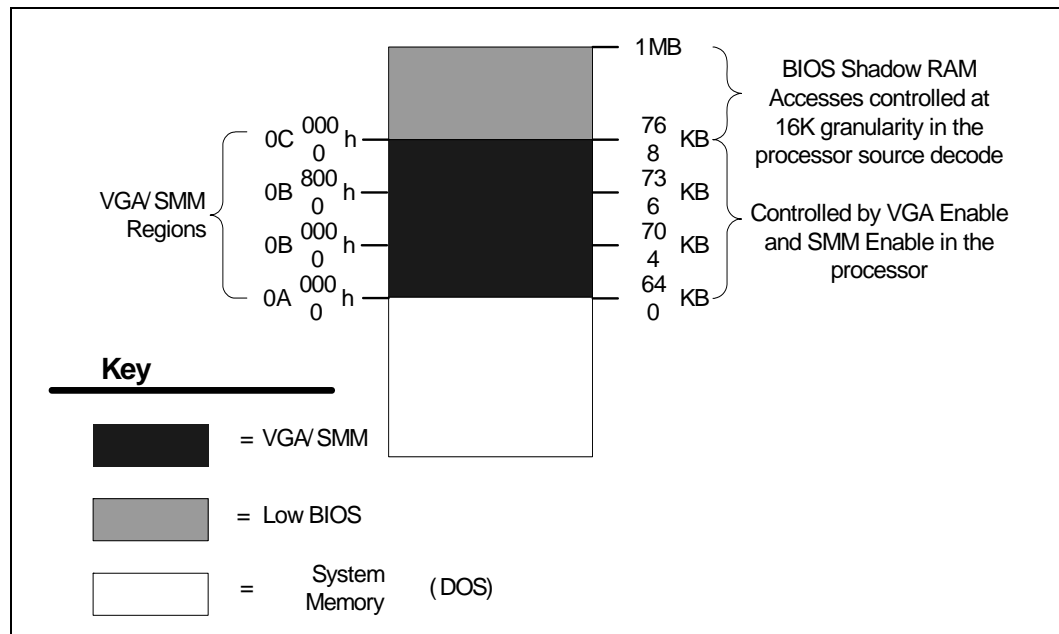 1MB
BIOS Shadow RAM
Accesses controlled at
16K granularity in the
processor source decode
0C 000
0 h
76
8 KB
0B 800
0 h
73
6 KB
VGA/ SMM
Regions
Controlled by VGA Enable
and SMM Enable in the
processor
0B 000
0 h
70
4 KB
0A 000
0 h
64
0 KB
Key
= VGA/ SMM
= Low BIOS
= System
Memory ( DOS)